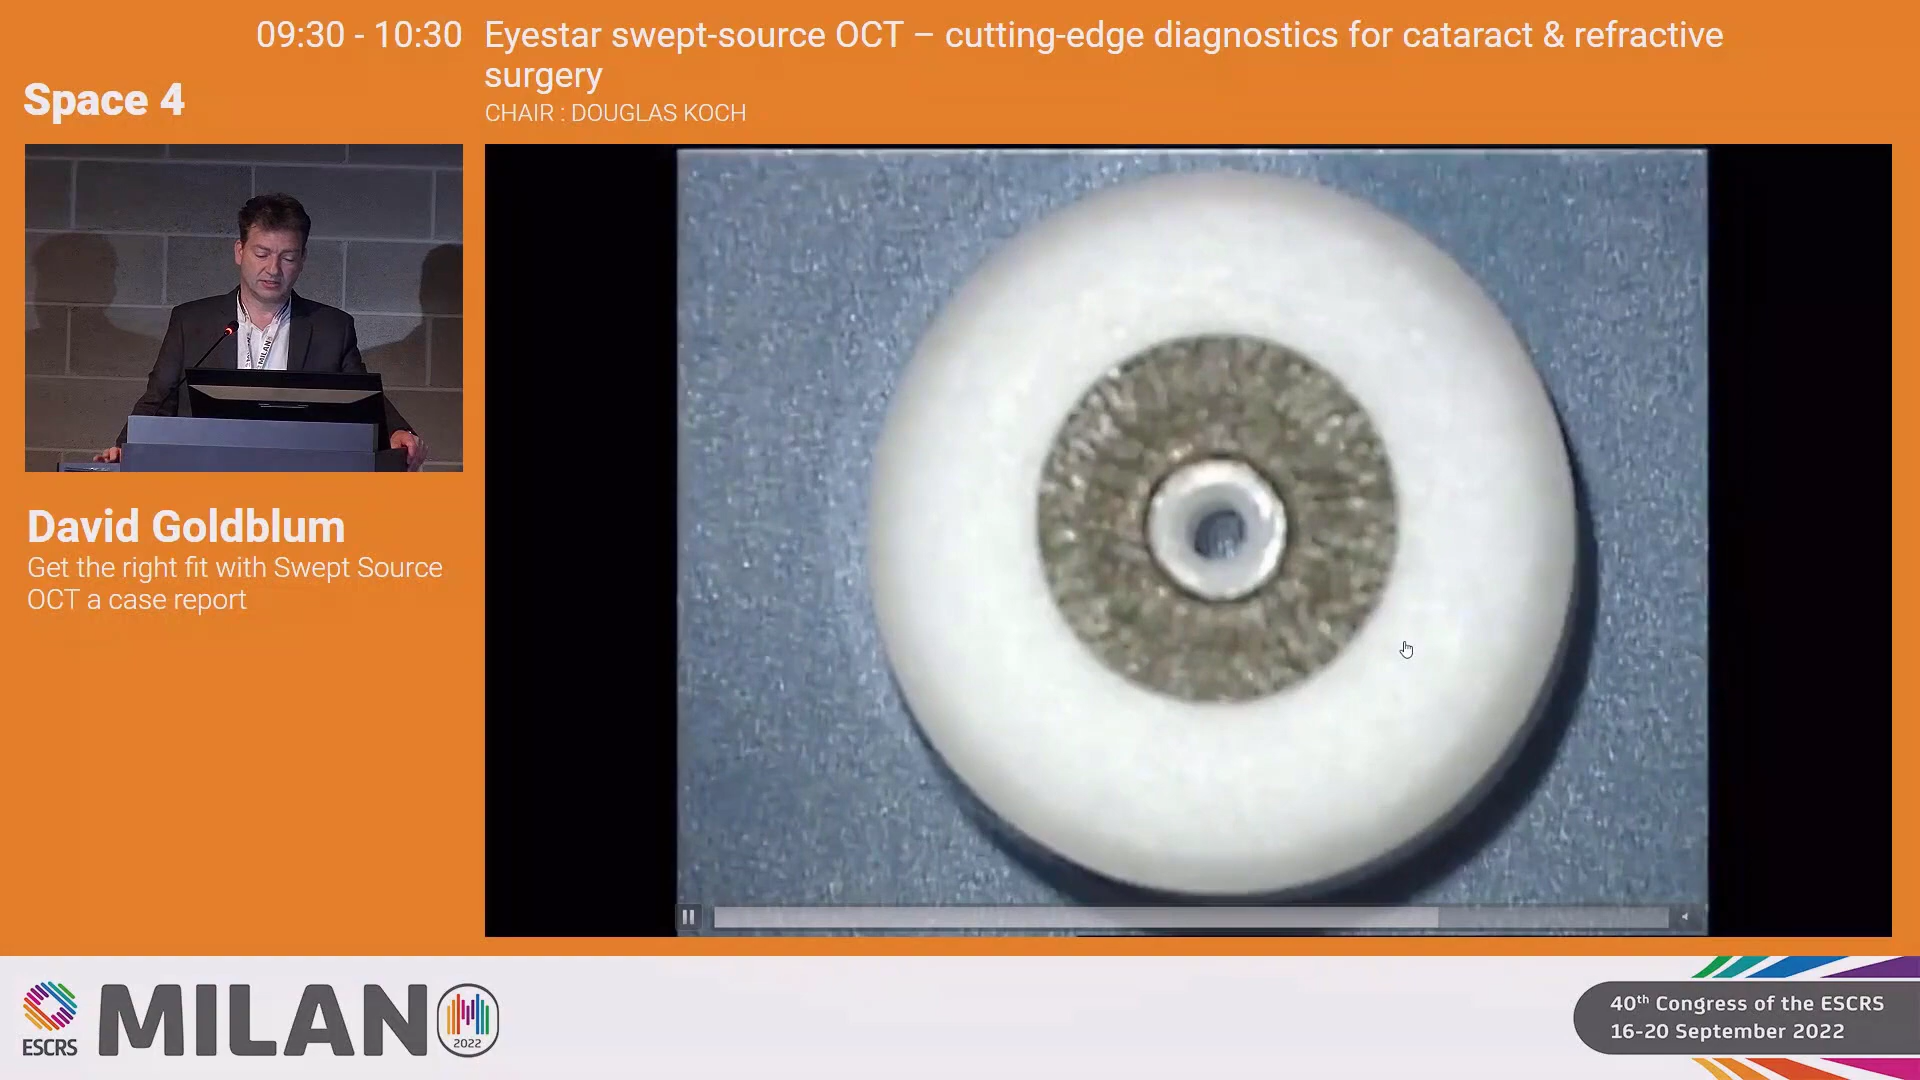 09:30 - 10:30
Eyestar swept-source OCT – cutting-edge diagnostics for cataract & refractive
surgery
Space 4
CHAIR : DOUGLAS KOCH
MILAN
David Goldblum
Get the right fit with Swept Source
OCT a case report
ESCRS
MILANO
2022
40th Congress of the ESCRS
16-20 September 2022